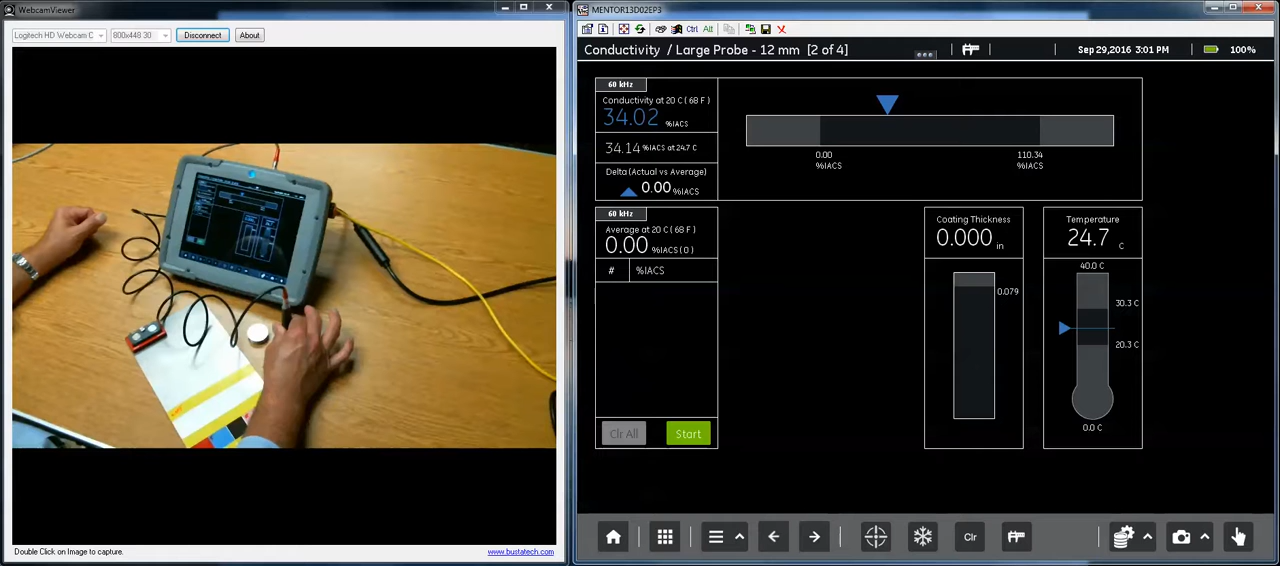 WebcamViewer
Logitech HD Webcam C
800x448 30
Disconnect
About
Double Click on Image to capture.
www.bustatech.com
MENTOR13D02EP3
Ctrl
Alt
Conductivity / Large Probe - 12 mm [2 of 4]
Sep 29,2016 3:01 PM
100%
60 kHz
Conductivity at 20 C ( 68 F )
34.02 %IACS
34.14 %IACS at 24.7 C
Delta (Actual vs Average)
0.00 %IACS
0.00
%IACS
110.34
%IACS
60 kHz
Average at 20 C ( 68 F )
0.00 %IACS ( 0 )
# %IACS
Clr All
Start
Coating Thickness
0.000 in
0.079
Temperature
24.7 C
40.0 C
30.3 C
20.3 C
0.0 C
Clr